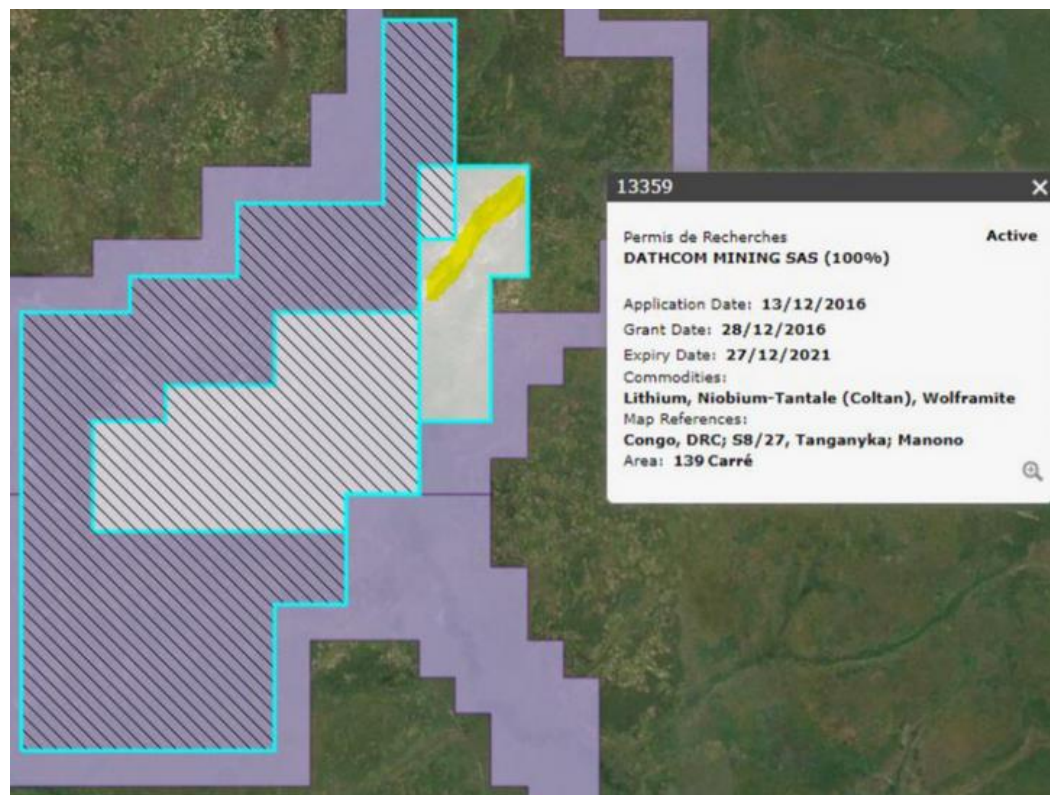 13359
Permis de Recherches Active
DATHCOM MINING SAS (100%)
Application Date: 13/12/2016
Grant Date: 28/12/2016
Expiry Date: 27/12/2021
Commodities:
Lithium, Niobium-Tantale (Coltan), Wolframite
Map References:
Congo, DRC; S8/27, Tanganyka; Manono
Area: 139 Carré